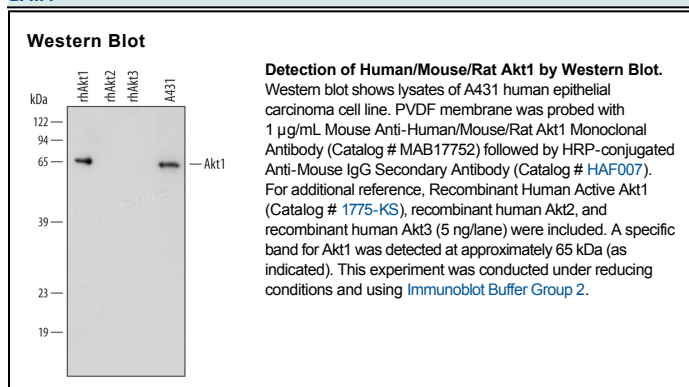 Western Blot
kDa
rhAkt1
rhAkt2
rhAkt3
A431
122
94
65
39
23
19
Akt1
Detection of Human/Mouse/Rat Akt1 by Western Blot.
Western blot shows lysates of A431 human epithelial
carcinoma cell line. PVDF membrane was probed with
1 µg/mL Mouse Anti-Human/Mouse/Rat Akt1 Monoclonal
Antibody (Catalog # MAB17752) followed by HRP-conjugated
Anti-Mouse IgG Secondary Antibody (Catalog # HAF007).
For additional reference, Recombinant Human Active Akt1
(Catalog # 1775-KS), recombinant human Akt2, and
recombinant human Akt3 (5 ng/lane) were included. A specific
band for Akt1 was detected at approximately 65 kDa (as
indicated). This experiment was conducted under reducing
conditions and using Immunoblot Buffer Group 2.